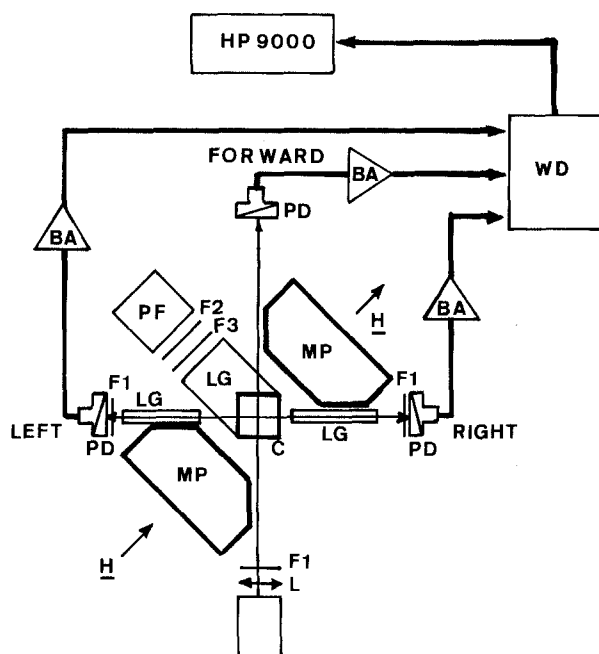 HP 9000
FORWARD
BA
WD
PD
BA
BA
PF
F2
F3
H
MP
LG
F1
LG
F1
LG
LEFT
PD
C
PD
RIGHT
MP
H
F1
L